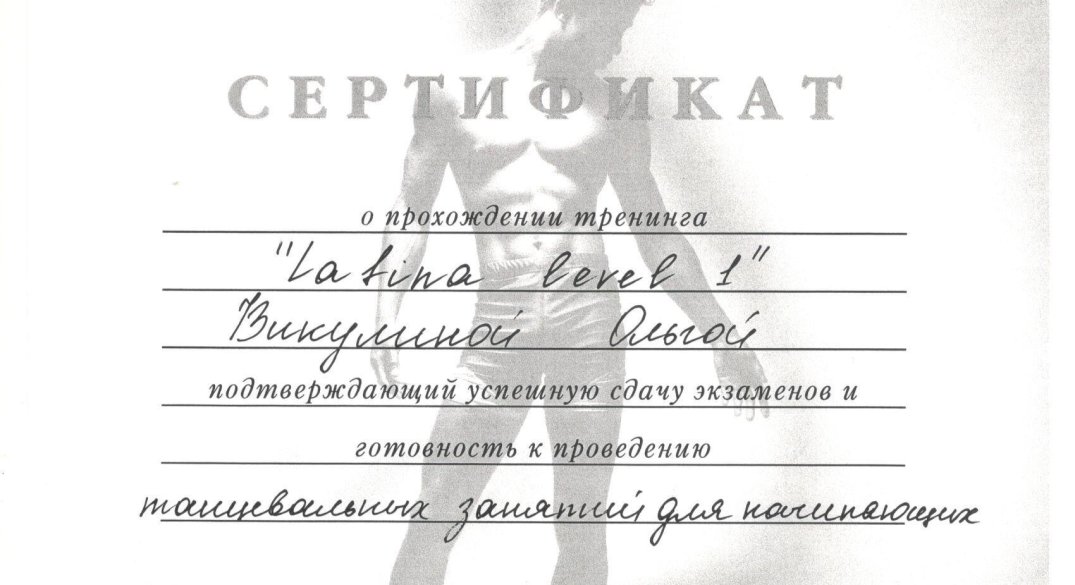 СЕРТИФИКАТ
о прохождении тренинга
"Latina level 1"
Викулиной Ольгой
подтверждающий успешную сдачу экзаменов и
готовность к проведению
танцевальных занятий для начинающих